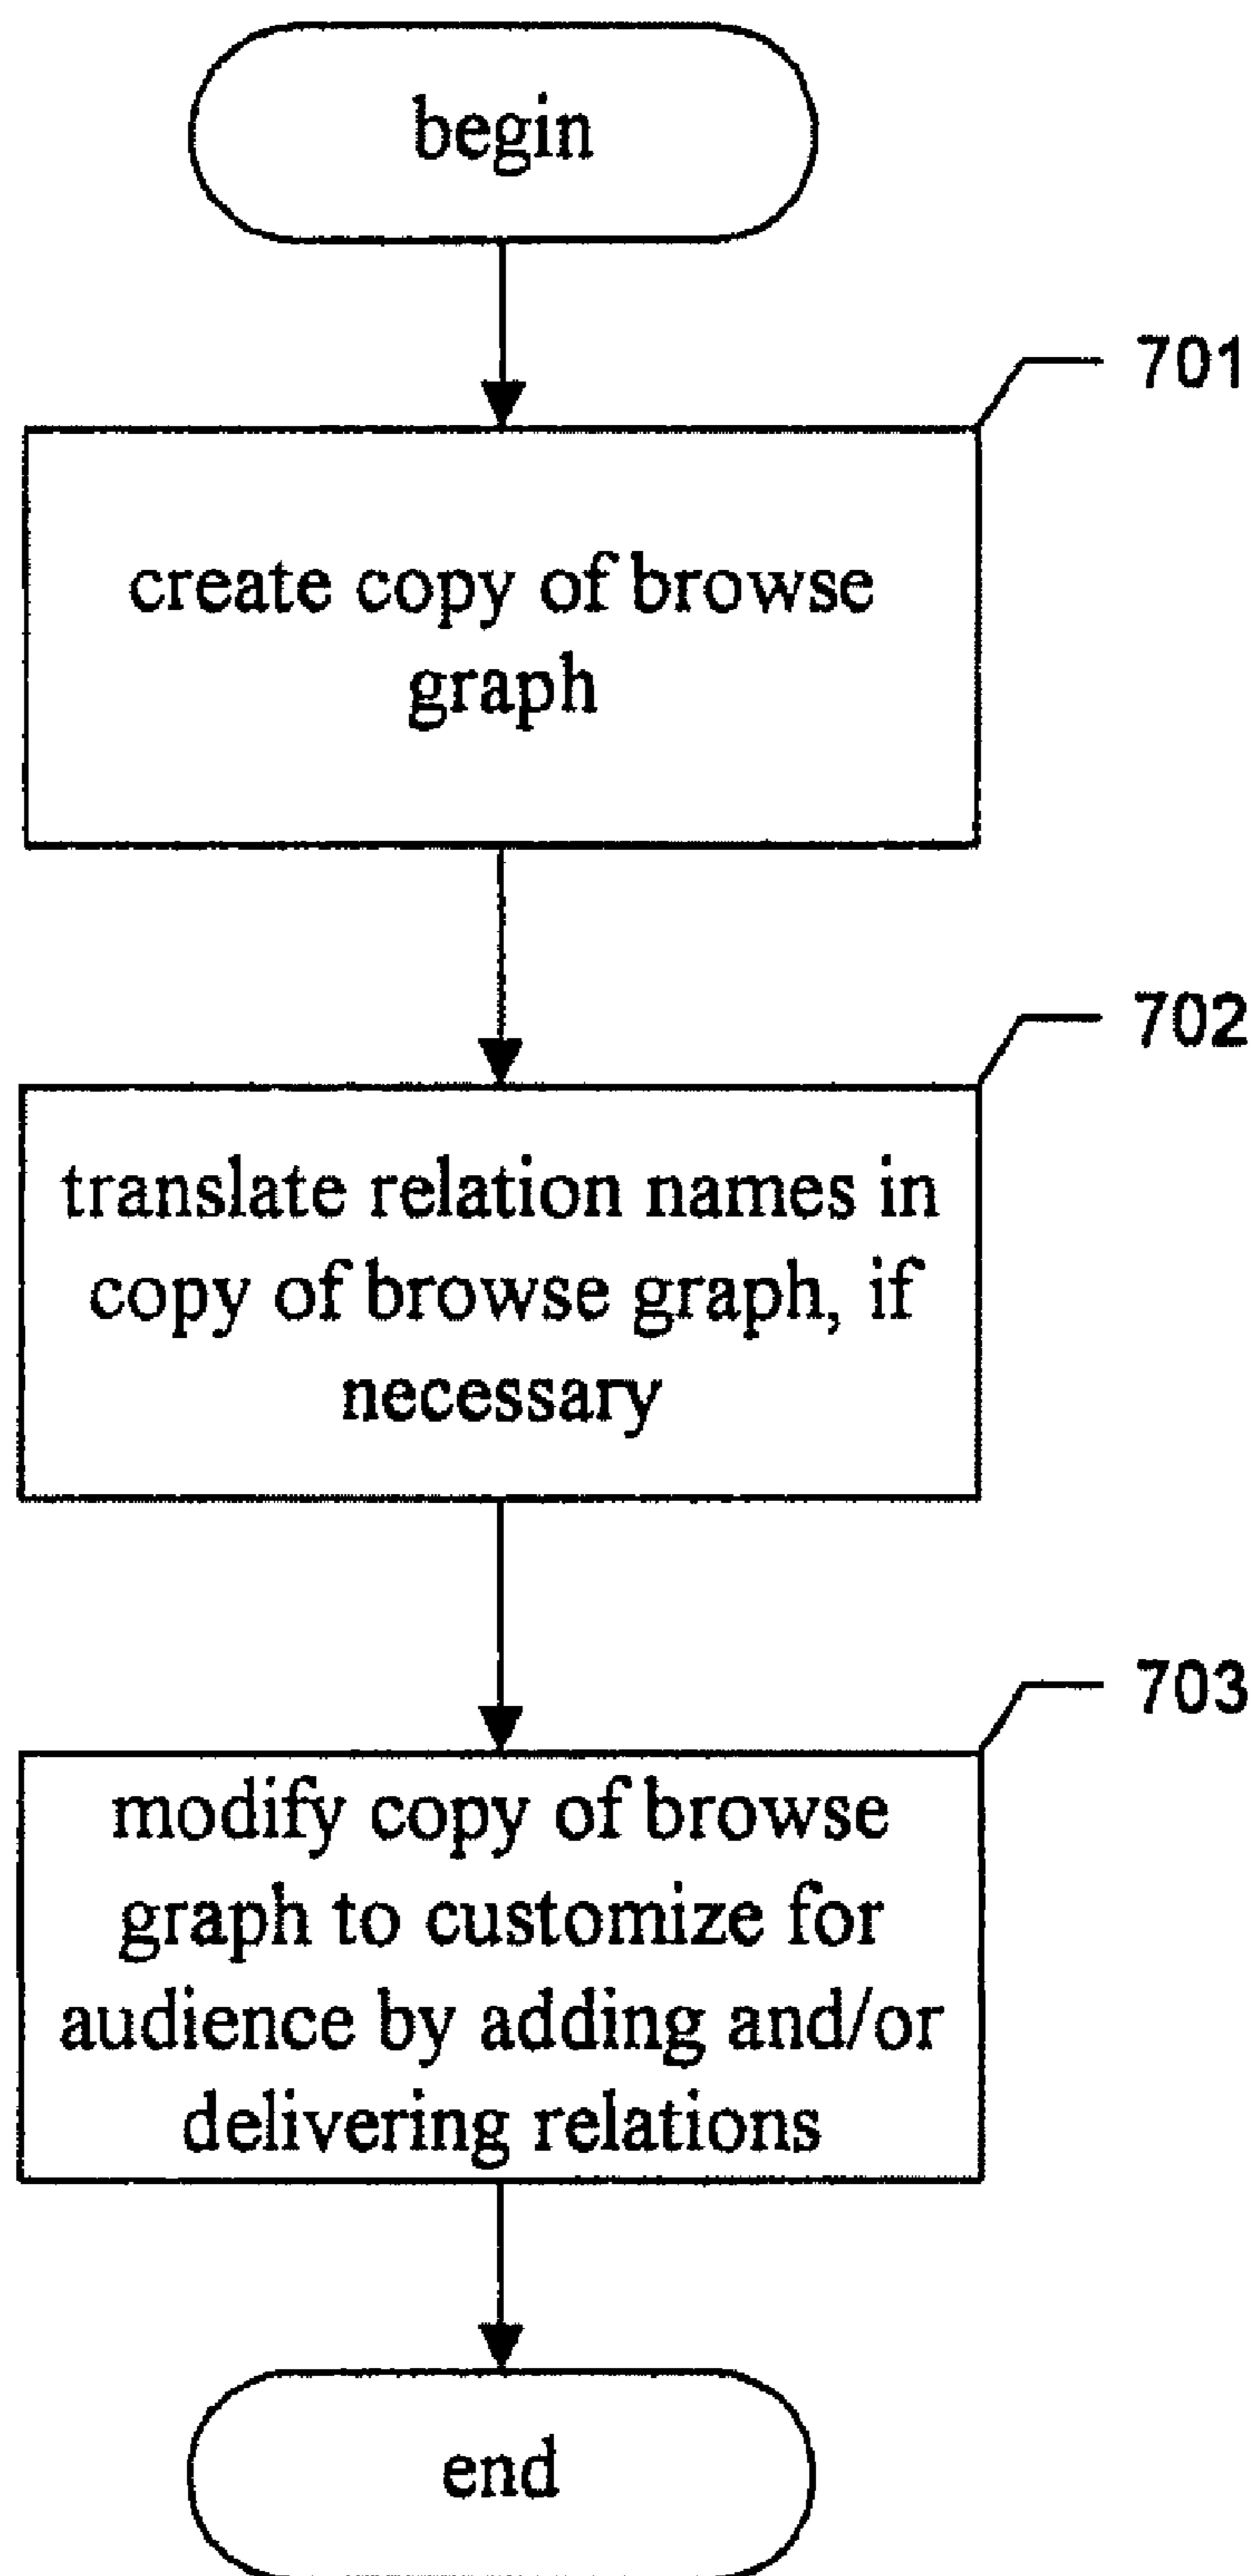 begin
701
create copy of browse
graph
702
translate relation names in
copy of browse graph, if
necessary
703
modify copy of browse
graph to customize for
audience by adding and/or
delivering relations
end